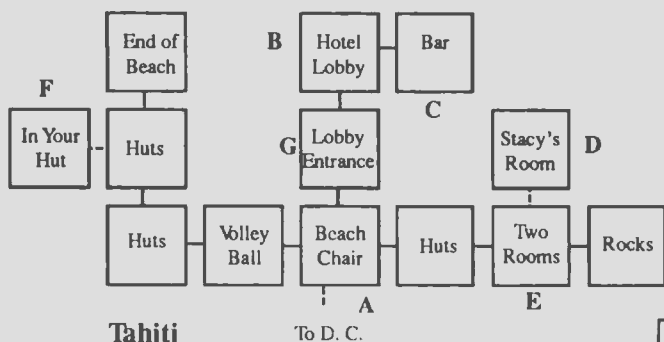 End of
Beach
B
Hotel
Lobby
Bar
F
C
In Your
Hut
Huts
G
Lobby
Entrance
Stacy's
Room
D
Huts
Volley
Ball
Beach
Chair
Huts
Two
Rooms
Rocks
A
E
Tahiti
To D. C.